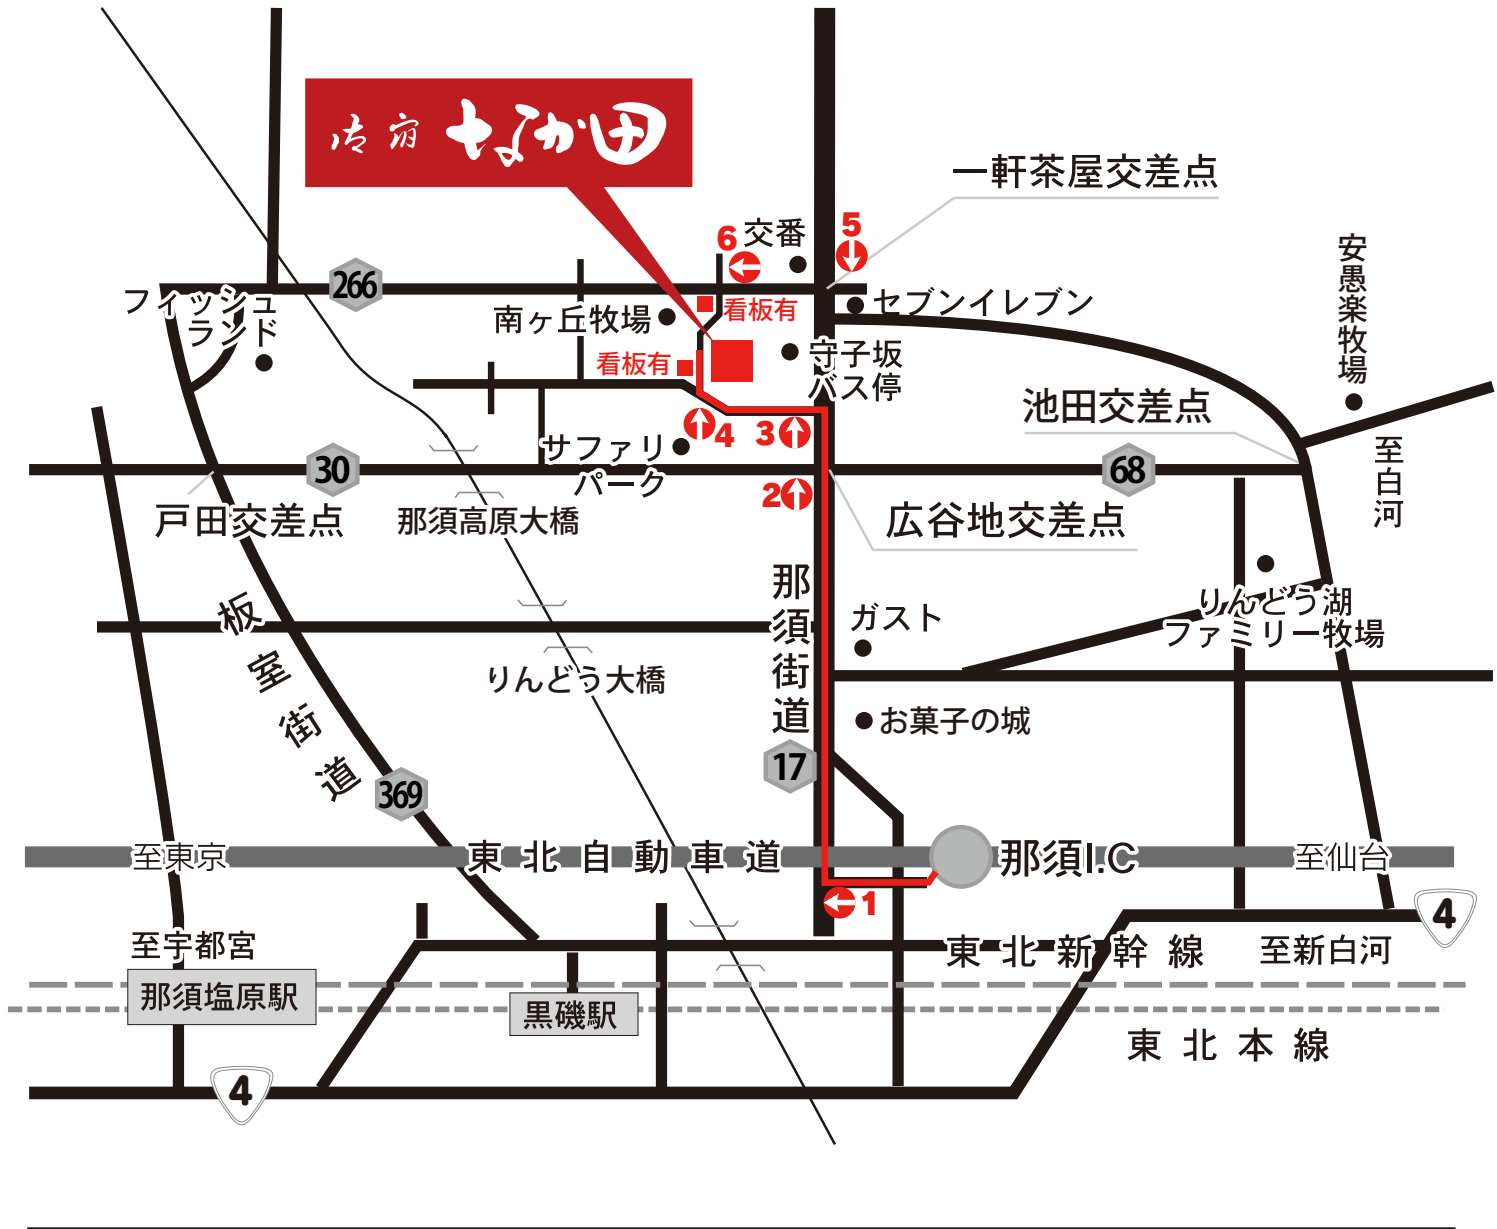 御宿 なか田
一軒茶屋交差点
5
6
交番
安愚楽牧場
266
フィッシュ
ランド
南ヶ丘牧場
看板有
セブンイレブン
看板有
守子坂
バス停
池田交差点
4
3
サファリ
パーク
至白河
30
68
2
戸田交差点
那須高原大橋
広谷地交差点
那須街道
板室街道
りんどう湖
ファミリー牧場
ガスト
りんどう大橋
お菓子の城
17
369
至東京
東北自動車道
那須I.C
至仙台
1
4
至宇都宮
東北新幹線
至新白河
那須塩原駅
黒磯駅
東北本線
4